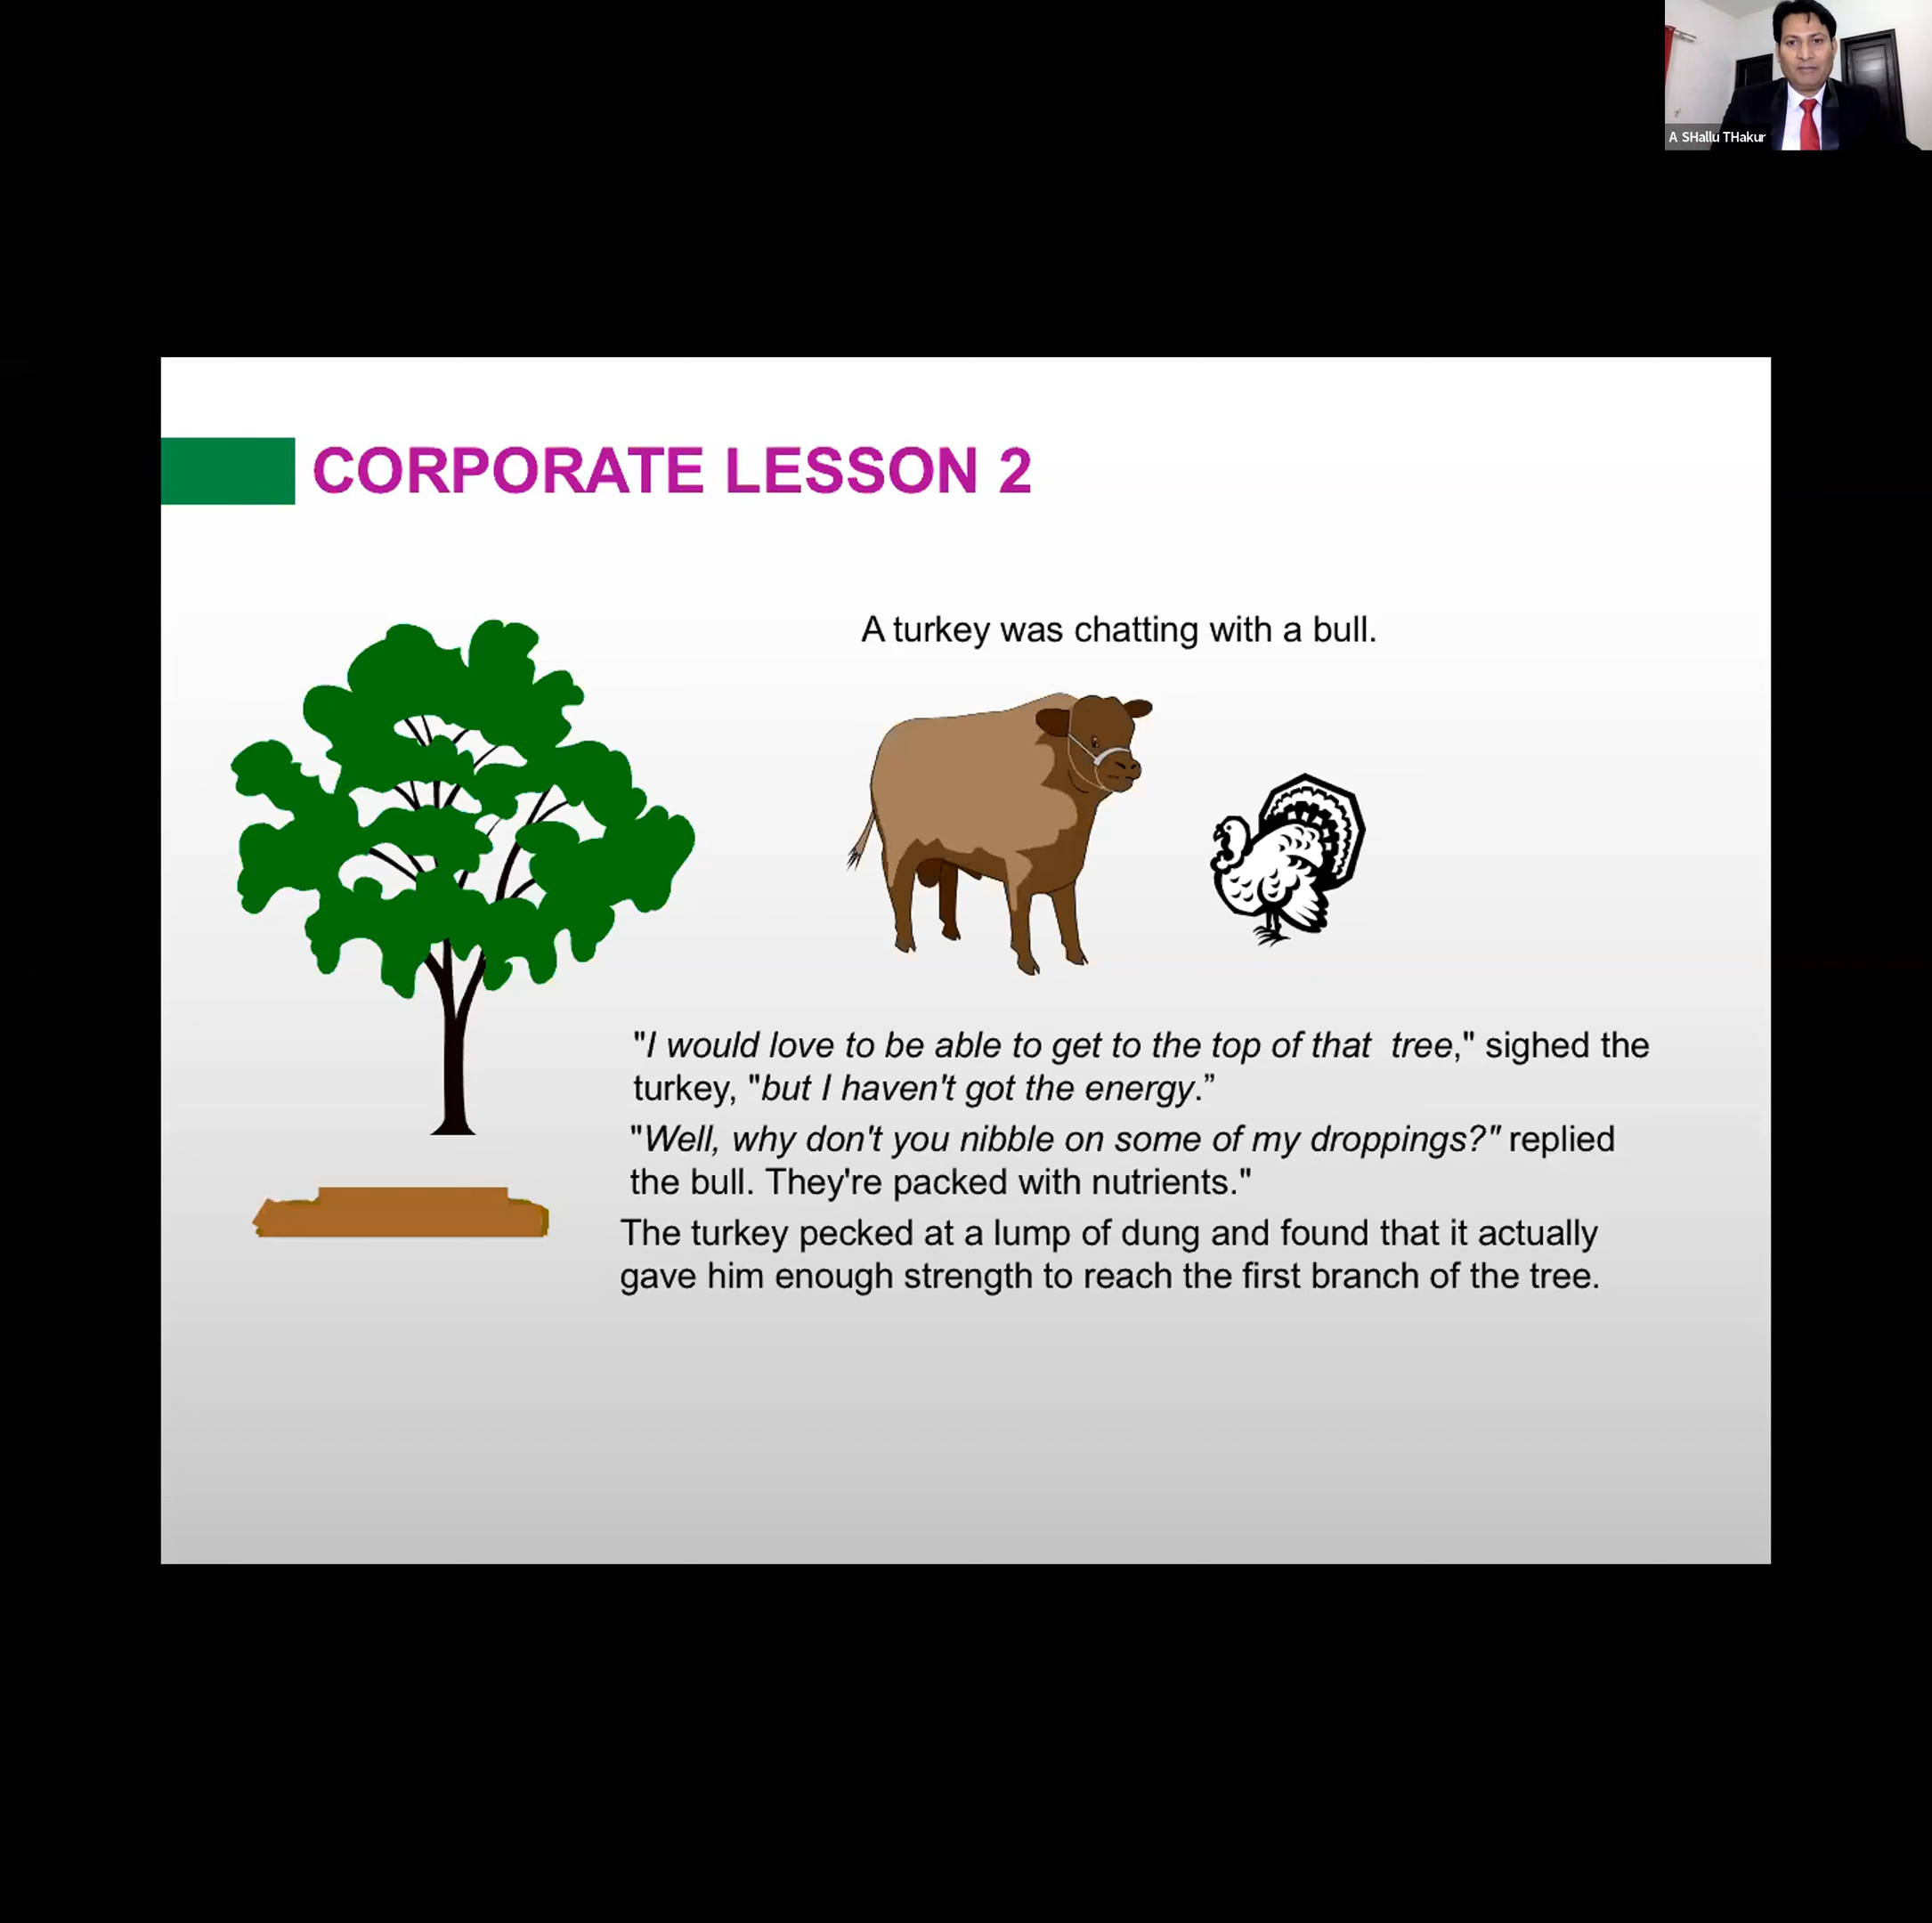 A SHallu THakur
CORPORATE LESSON 2
A turkey was chatting with a bull.
"I would love to be able to get to the top of that  tree," sighed the
turkey, "but I haven't got the energy.”
"Well, why don't you nibble on some of my droppings?" replied
the bull. They're packed with nutrients."
The turkey pecked at a lump of dung and found that it actually
gave him enough strength to reach the first branch of the tree.